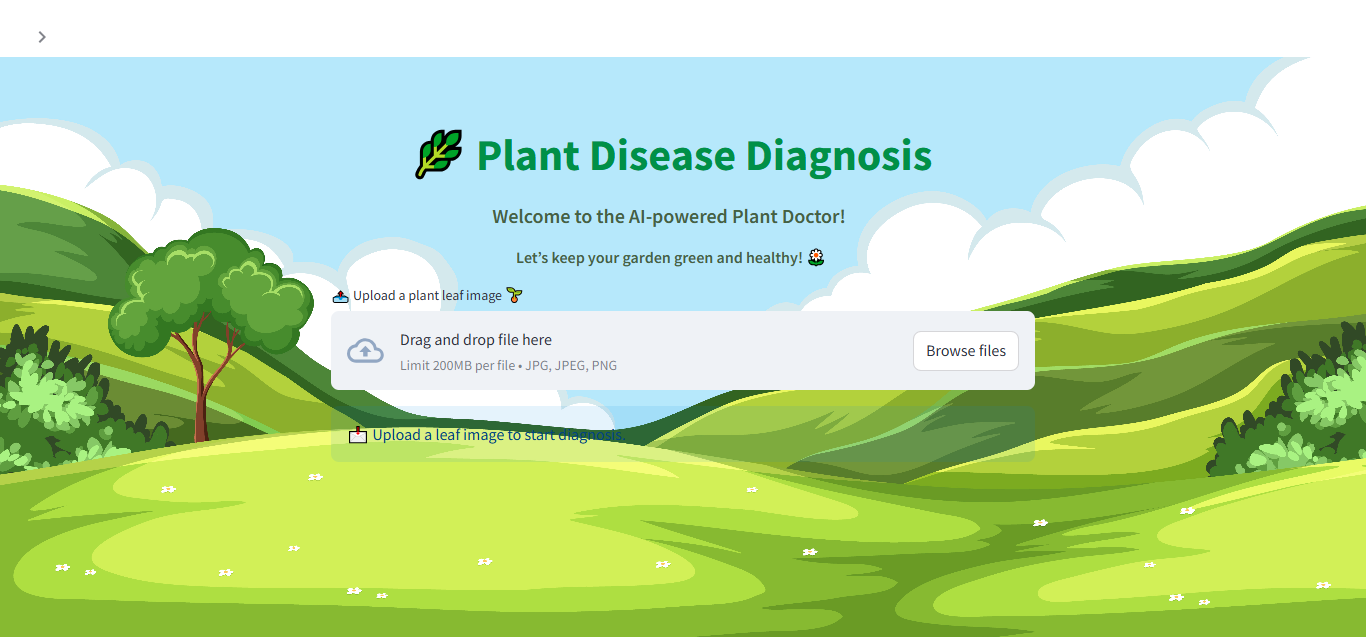 Plant Disease Diagnosis
Welcome to the AI-powered Plant Doctor!
Let's keep your garden green and healthy!
Upload a plant leaf image
Drag and drop file here
Limit 200MB per file • JPG, JPEG, PNG
Browse files
Upload a leaf image to start diagnosis.